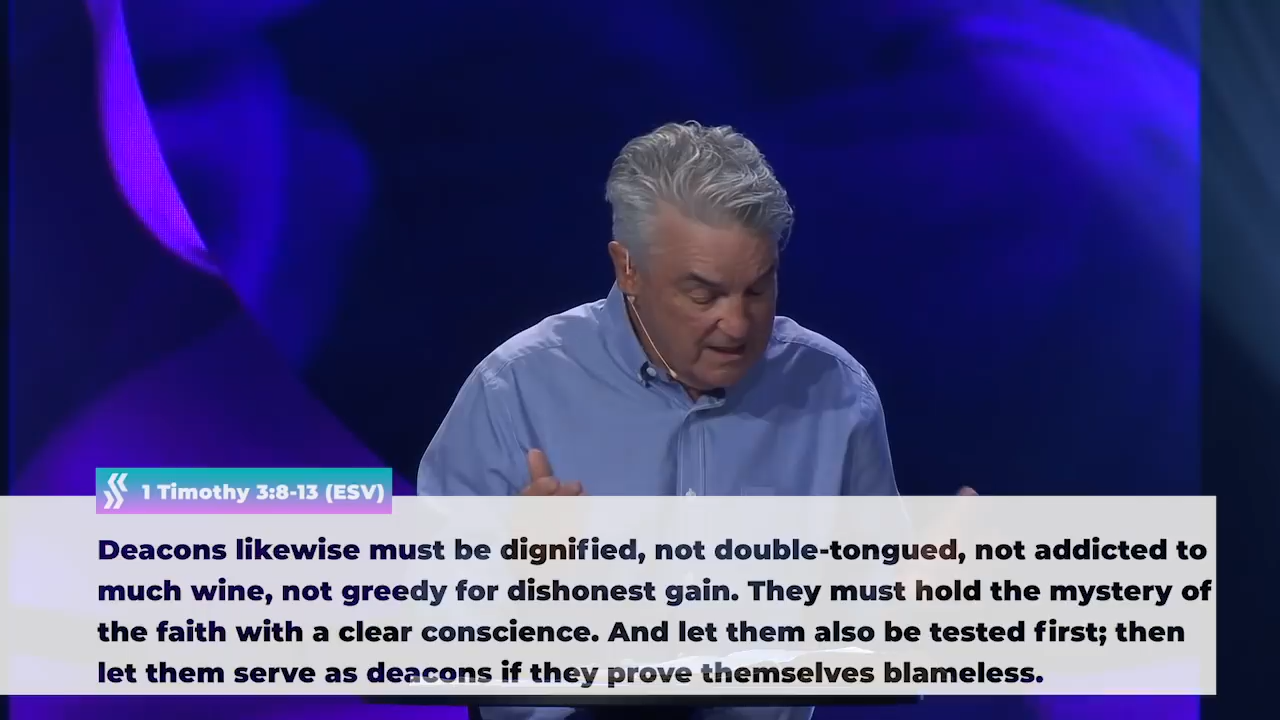 1 Timothy 3:8-13 (ESV)
Deacons likewise must be dignified, not double-tongued, not addicted to
much wine, not greedy for dishonest gain. They must hold the mystery of
the faith with a clear conscience. And let them also be tested first; then
let them serve as deacons if they prove themselves blameless.